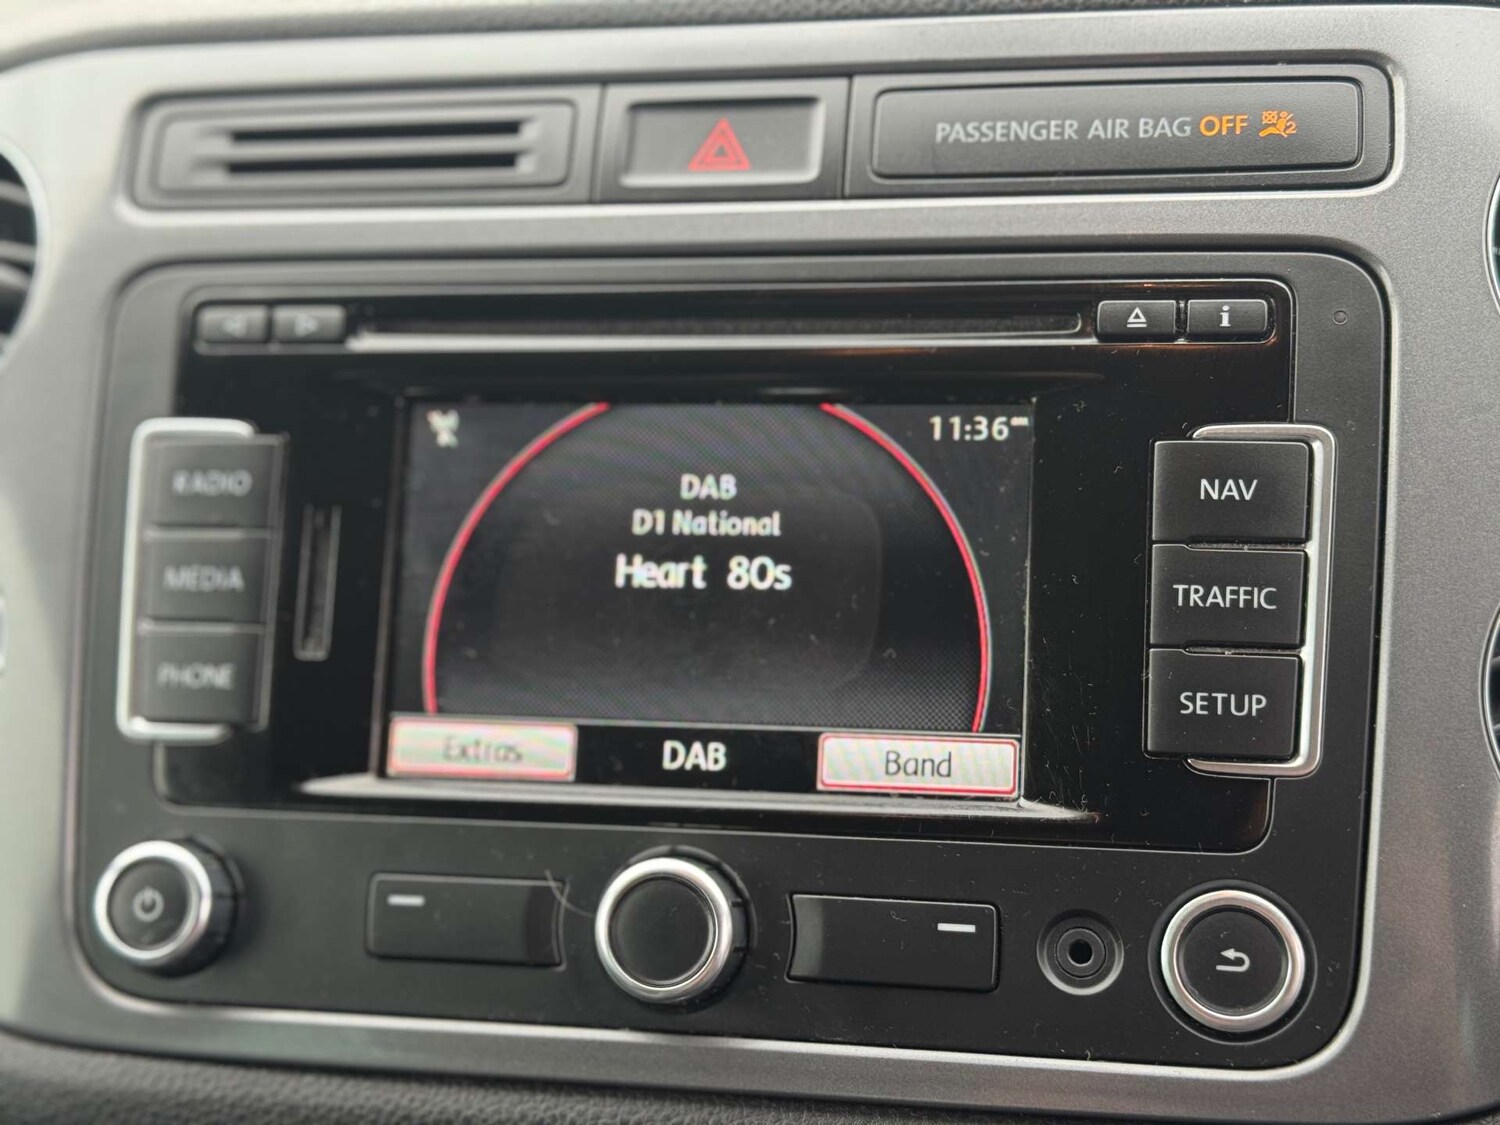 PASSENGER AIR BAG OFF
i
11:36 am
DAB
D1 National
Heart 80s
RADIO
MEDIA
PHONE
NAV
TRAFFIC
SETUP
Extras
DAB
Band